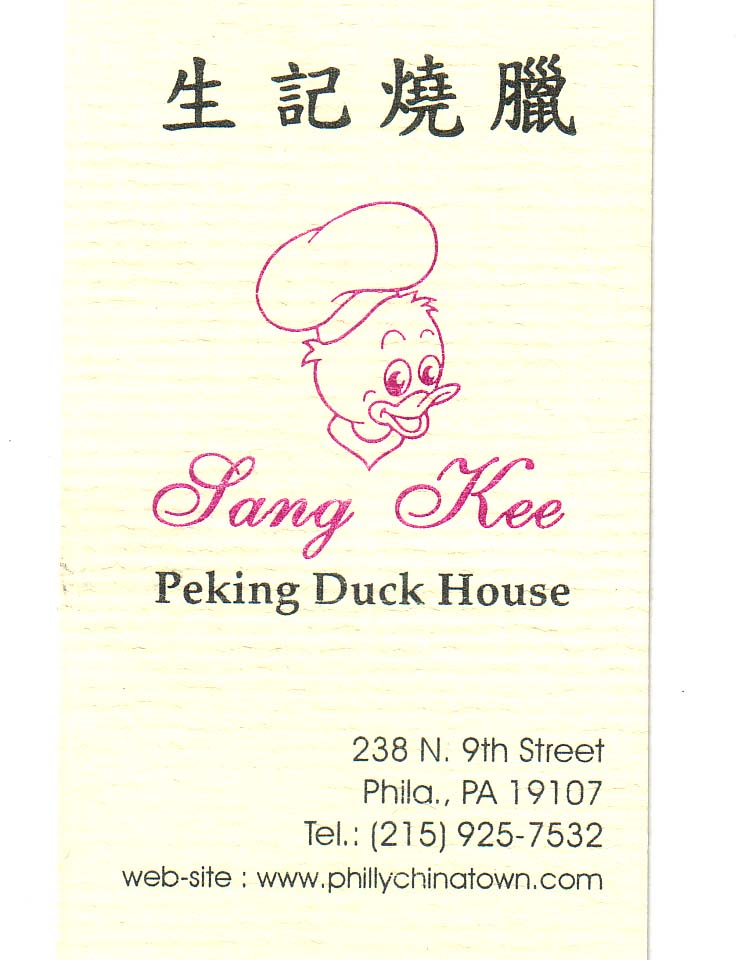 生記燒臘
Sang Kee
Peking Duck House
238 N. 9th Street
Phila., PA 19107
Tel.: (215) 925-7532
web-site : www.phillychinatown.com